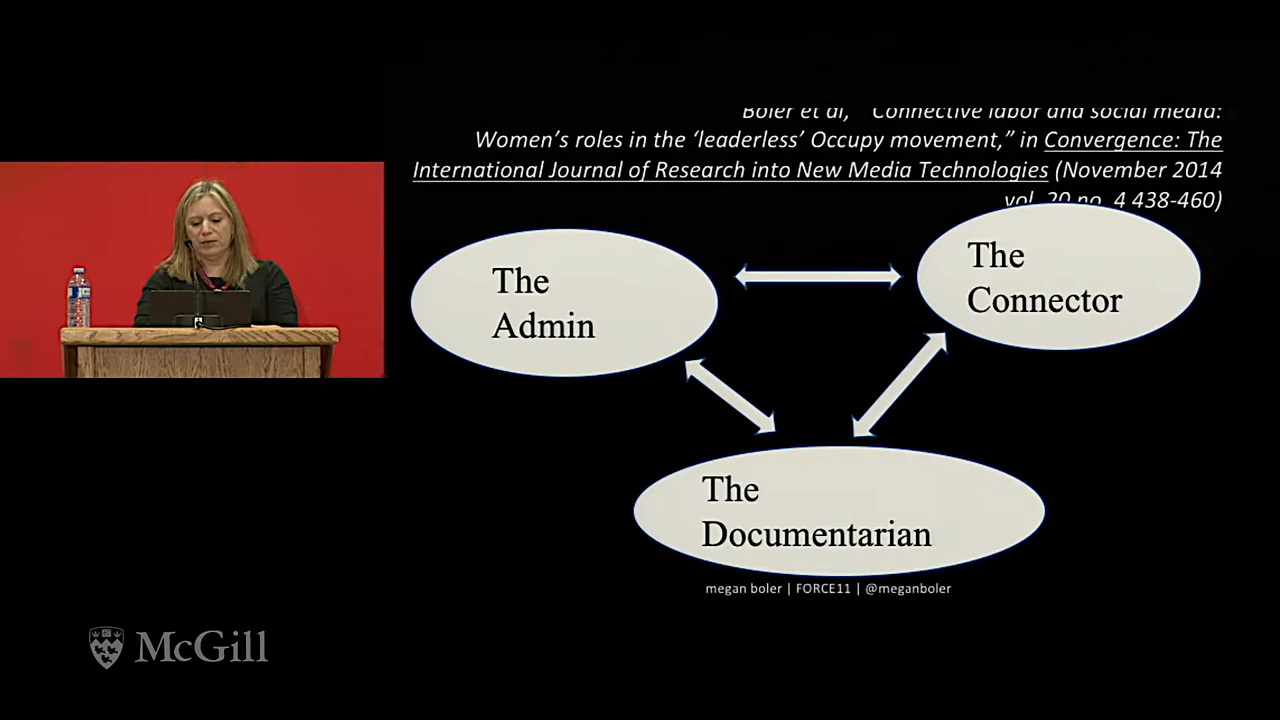 Boler et al, "Connective labor and social media:
Women's roles in the ‘leaderless’ Occupy movement,” in Convergence: The
International Journal of Research into New Media Technologies (November 2014
vol. 20 no. 4 438-460)
The
Admin
The
Connector
The
Documentarian
megan boler | FORCE11 | @meganboler
McGill